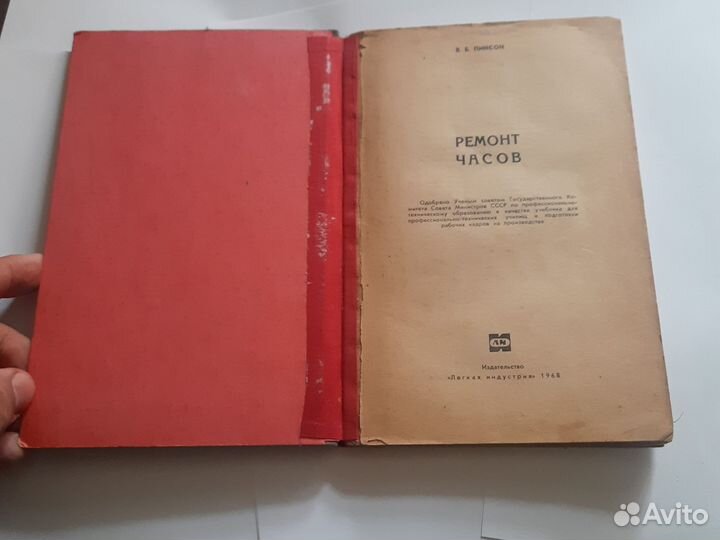 В. Б. ПИНСОН
РЕМОНТ
ЧАСОВ
Одобрено Ученым советом Государственного Ко-
митета Совета Министров СССР по профессионально-
техническому образованию в качестве учебника для
профессионально-технических училищ и подготовки
рабочих кадров на производстве
Издательство
«Легкая индустрия» 1968
Avito